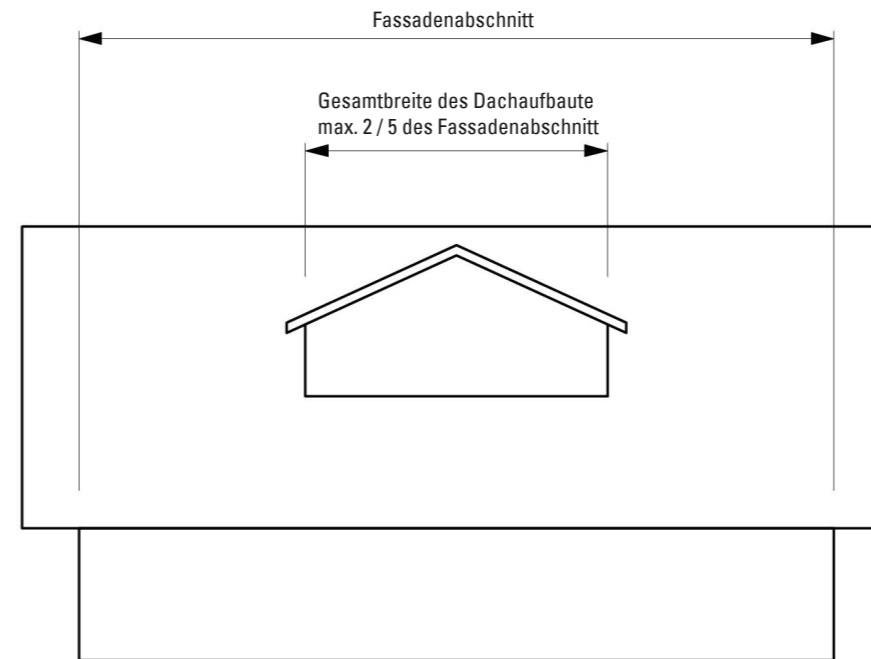 Fassadenabschnitt
Gesamtbreite des Dachaufbaute
max. 2 / 5 des Fassadenabschnitt